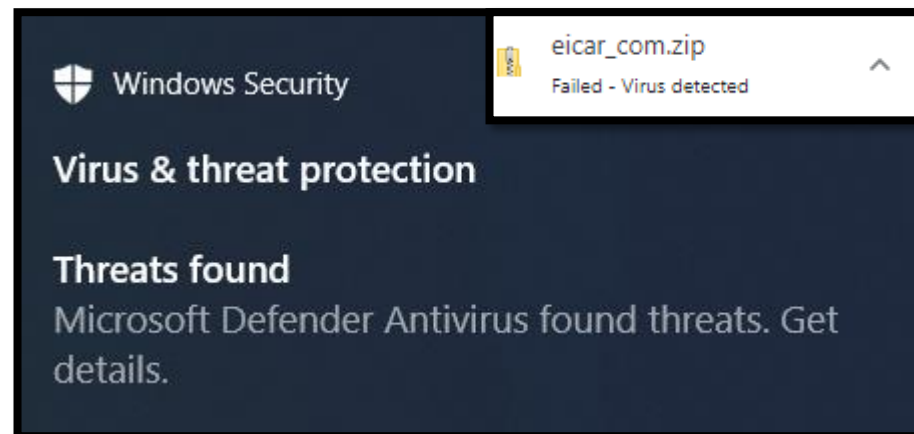 eicar_com.zip
Failed - Virus detected
Windows Security
Virus & threat protection
Threats found
Microsoft Defender Antivirus found threats. Get
details.